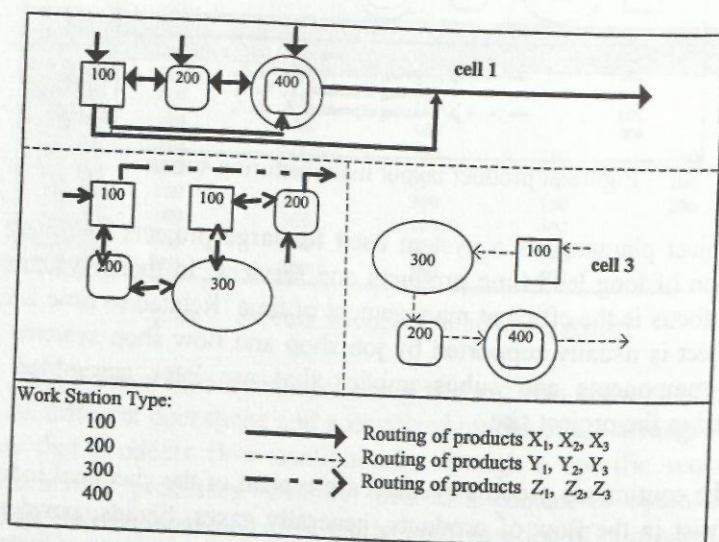 100 200 400 cell 1
100 100 200
200 300
100 cell 3
300
200 400
Work Station Type:
100 Routing of products X₁, X₂, X₃
200 Routing of products Y₁, Y₂, Y₃
300 Routing of products, Z₁, Z₂, Z₃
400